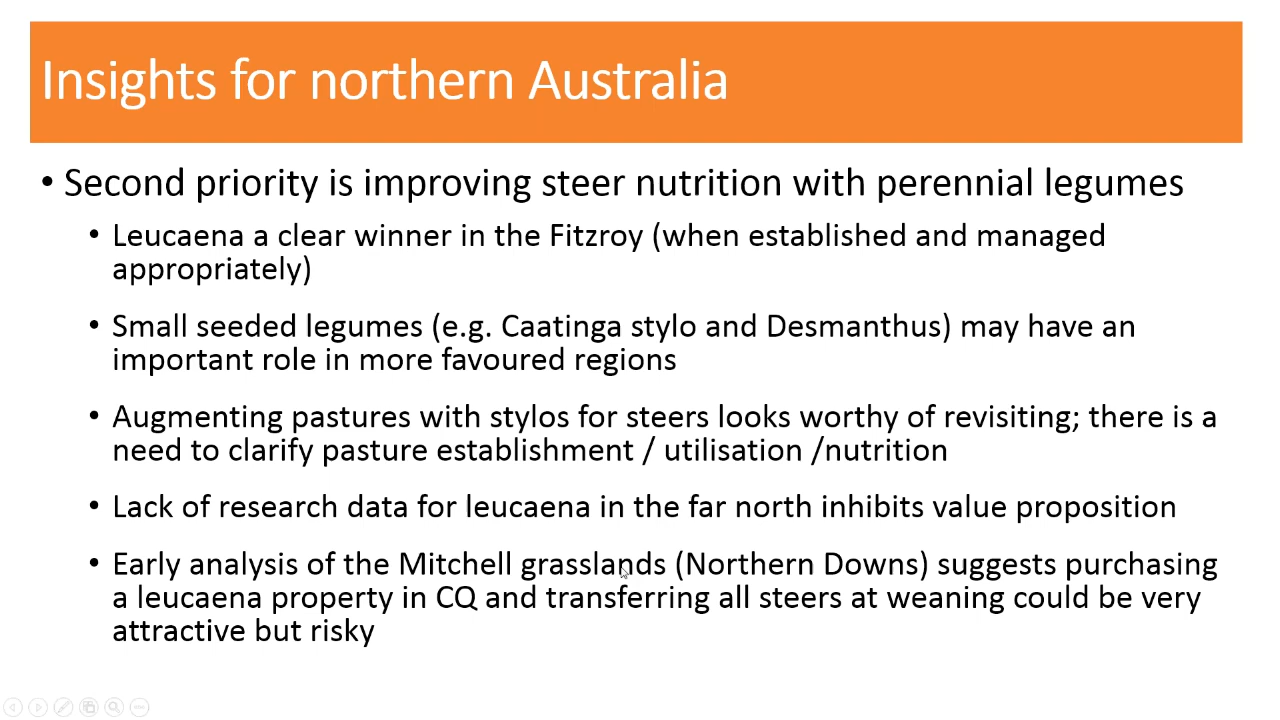 Insights for northern Australia
• Second priority is improving steer nutrition with perennial legumes
• Leucaena a clear winner in the Fitzroy (when established and managed
appropriately)
• Small seeded legumes (e.g. Caatinga stylo and Desmanthus) may have an
important role in more favoured regions
• Augmenting pastures with stylos for steers looks worthy of revisiting; there is a
need to clarify pasture establishment / utilisation /nutrition
• Lack of research data for leucaena in the far north inhibits value proposition
• Early analysis of the Mitchell grasslands (Northern Downs) suggests purchasing
a leucaena property in CQ and transferring all steers at weaning could be very
attractive but risky